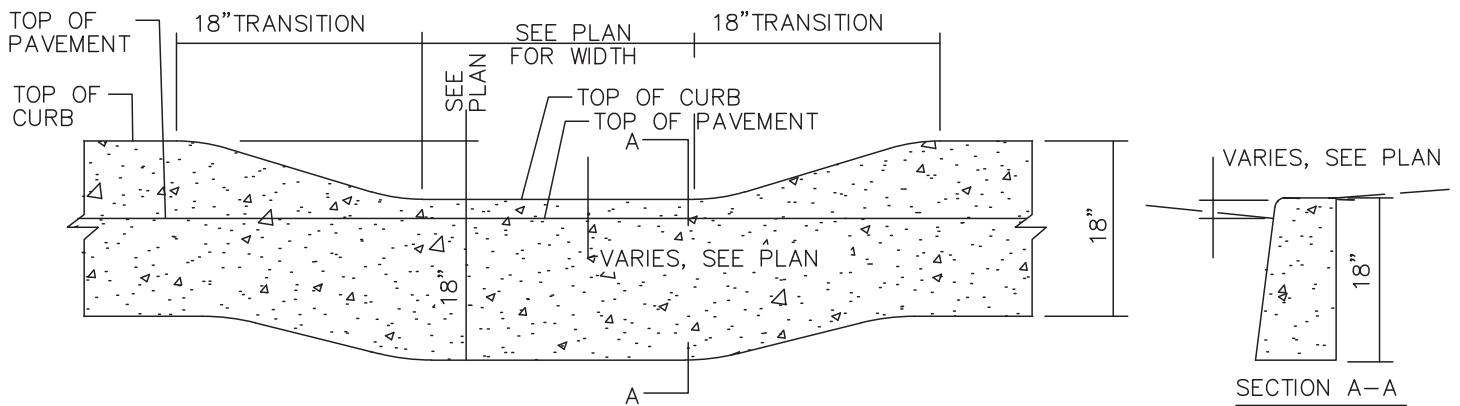 TOP OF
PAVEMENT
18" TRANSITION
SEE PLAN
FOR WIDTH
18" TRANSITION
SEE
PLAN
TOP OF
CURB
TOP OF CURB
TOP OF PAVEMENT
A
VARIES, SEE PLAN
18"
VARIES, SEE PLAN
18"
18"
A
SECTION A-A